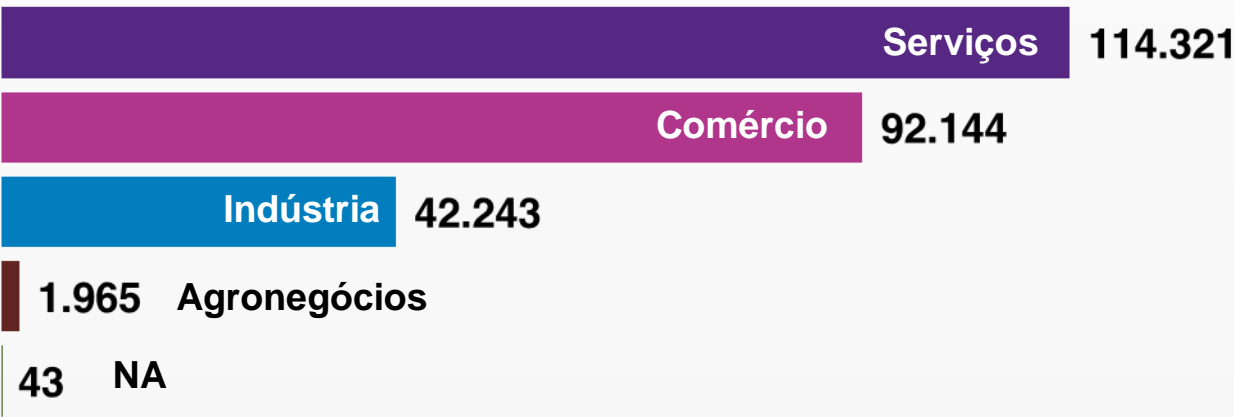 Serviços 114.321
Comércio 92.144
Indústria 42.243
1.965 Agronegócios
43 NA